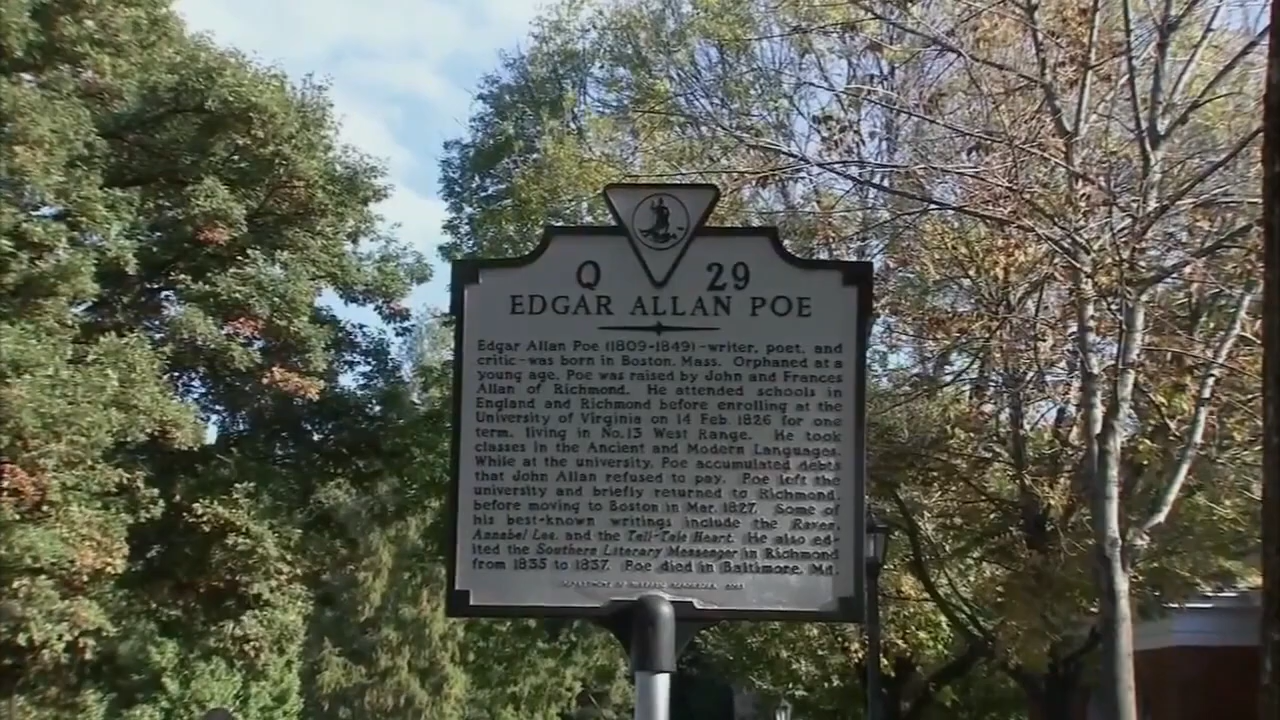 Q 29
EDGAR ALLAN POE
Edgar Allan Poe (1809-1849)-writer, poet, and
critic-was born in Boston, Mass. Orphaned at a
young age, Poe was raised by John and Frances
Allan of Richmond. He attended schools in
England and Richmond before enrolling at the
University of Virginia on 14 Feb. 1826 for one
term, living in No. 13 West Range. He took
classes in the Ancient and Modern Languages.
While at the university, Poe accumulated debts
that John Allan refused to pay. Poe left the
university and briefly returned to Richmond,
before moving to Boston in Mar. 1827. Some of
his best-known writings include the Raven,
Annabel Lee, and the Tell-Tale Heart. He also ed-
ited the Southern Literary Messenger in Richmond
from 1835 to 1837. Poe died in Baltimore, Md.
DEPARTMENT OF HISTORIC RESOURCES,